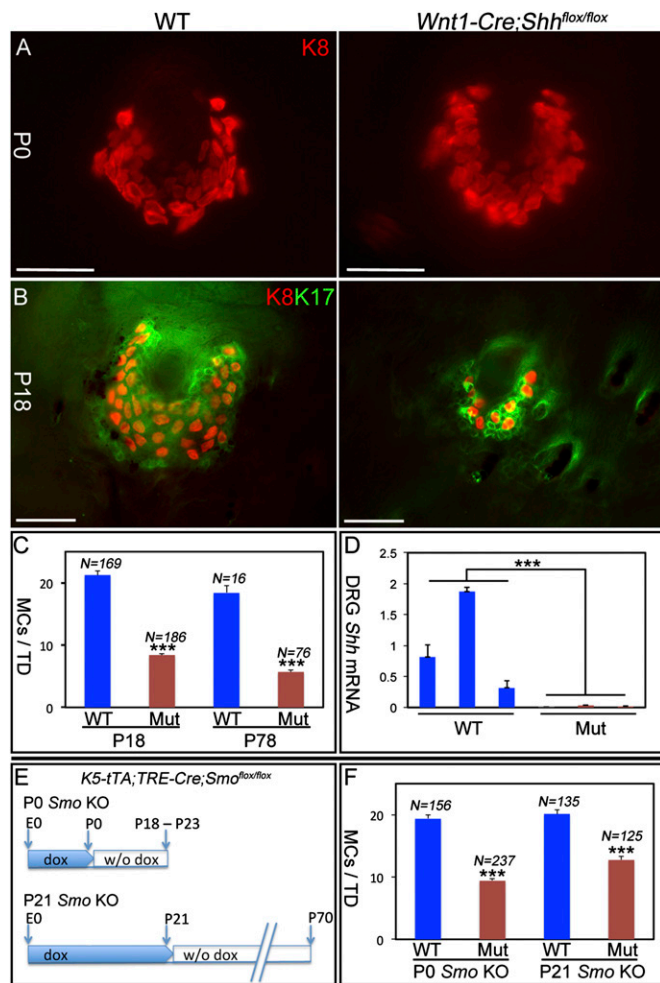 WT Wnt1-Cre;Shhflox/flox
A K8
P0
B K8K17
P18
C
MCs / TD
20
10
0
N=169
N=186
***
N=16
N=76
***
WT Mut WT Mut
P18 P78
D
DRG Shh mRNA
2.5
2
1.5
1
0.5
0
***
WT Mut
E K5-tTA;TRE-Cre;Smoflox/flox
P0 Smo KO
E0 P0 P18 – P23
dox w/o dox
P21 Smo KO
E0 P21 P70
dox w/o dox
F
MCs / TD
20
10
0
N=156
N=237
***
N=135
N=125
***
WT Mut WT Mut
P0 Smo KO P21 Smo KO